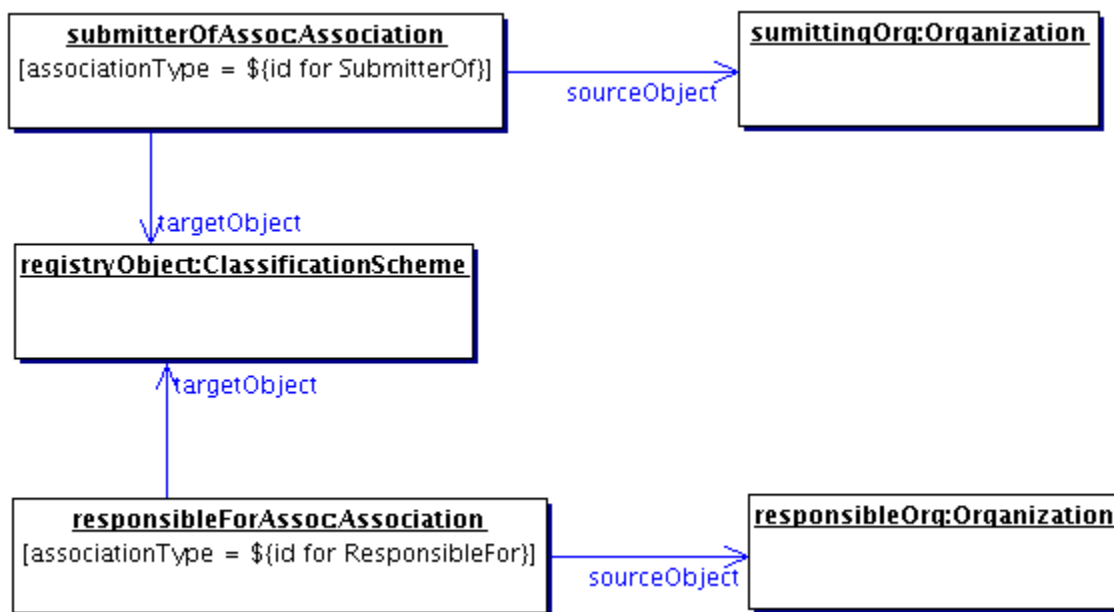 submitterOfAssoc:Association
[associationType = ${id for SubmitterOf}]
sumittingOrg:Organization
sourceObject
targetObject
registryObject:ClassificationScheme
targetObject
responsibleForAssoc:Association
[associationType = ${id for ResponsibleFor}]
responsibleOrg:Organization
sourceObject